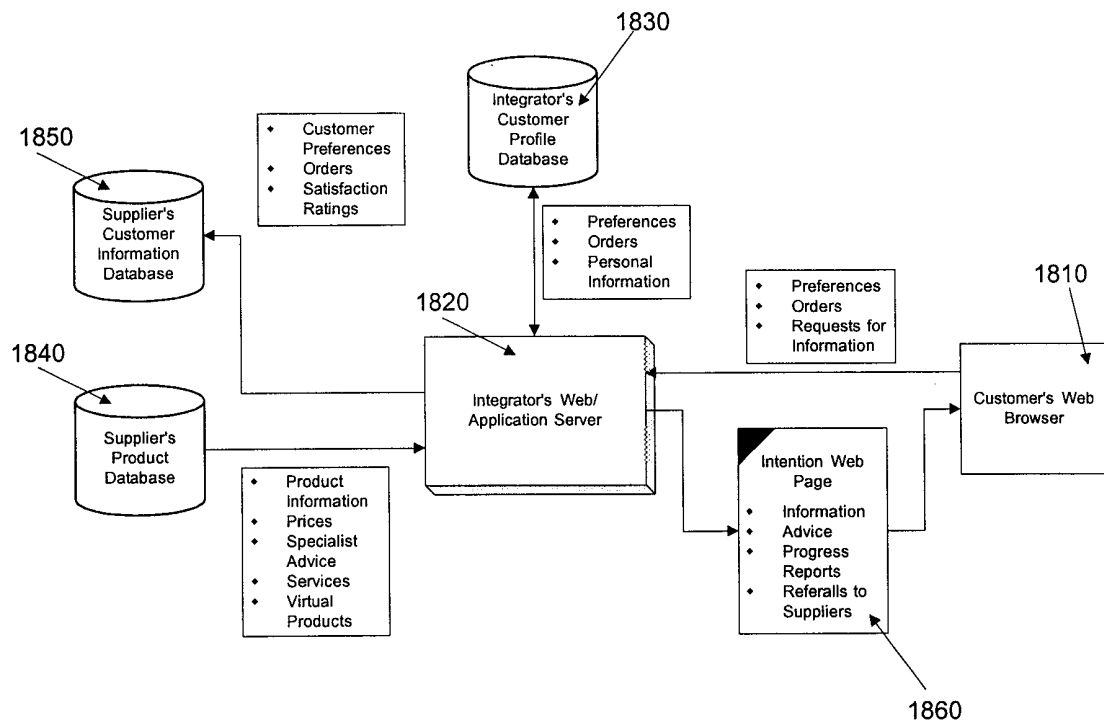 1830
Integrator's
Customer
Profile
Database
1850
Customer
Preferences
Orders
Satisfaction
Ratings
Supplier's
Customer
Information
Database
Preferences
Orders
Personal
Information
1810
Preferences
Orders
Requests for
Information
1820
1840
Integrator's Web/
Application Server
Customer's Web
Browser
Supplier's
Product
Database
Intention Web
Page
Information
Advice
Progress
Reports
Referalls to
Suppliers
Product
Information
Prices
Specialist
Advice
Services
Virtual
Products
1860